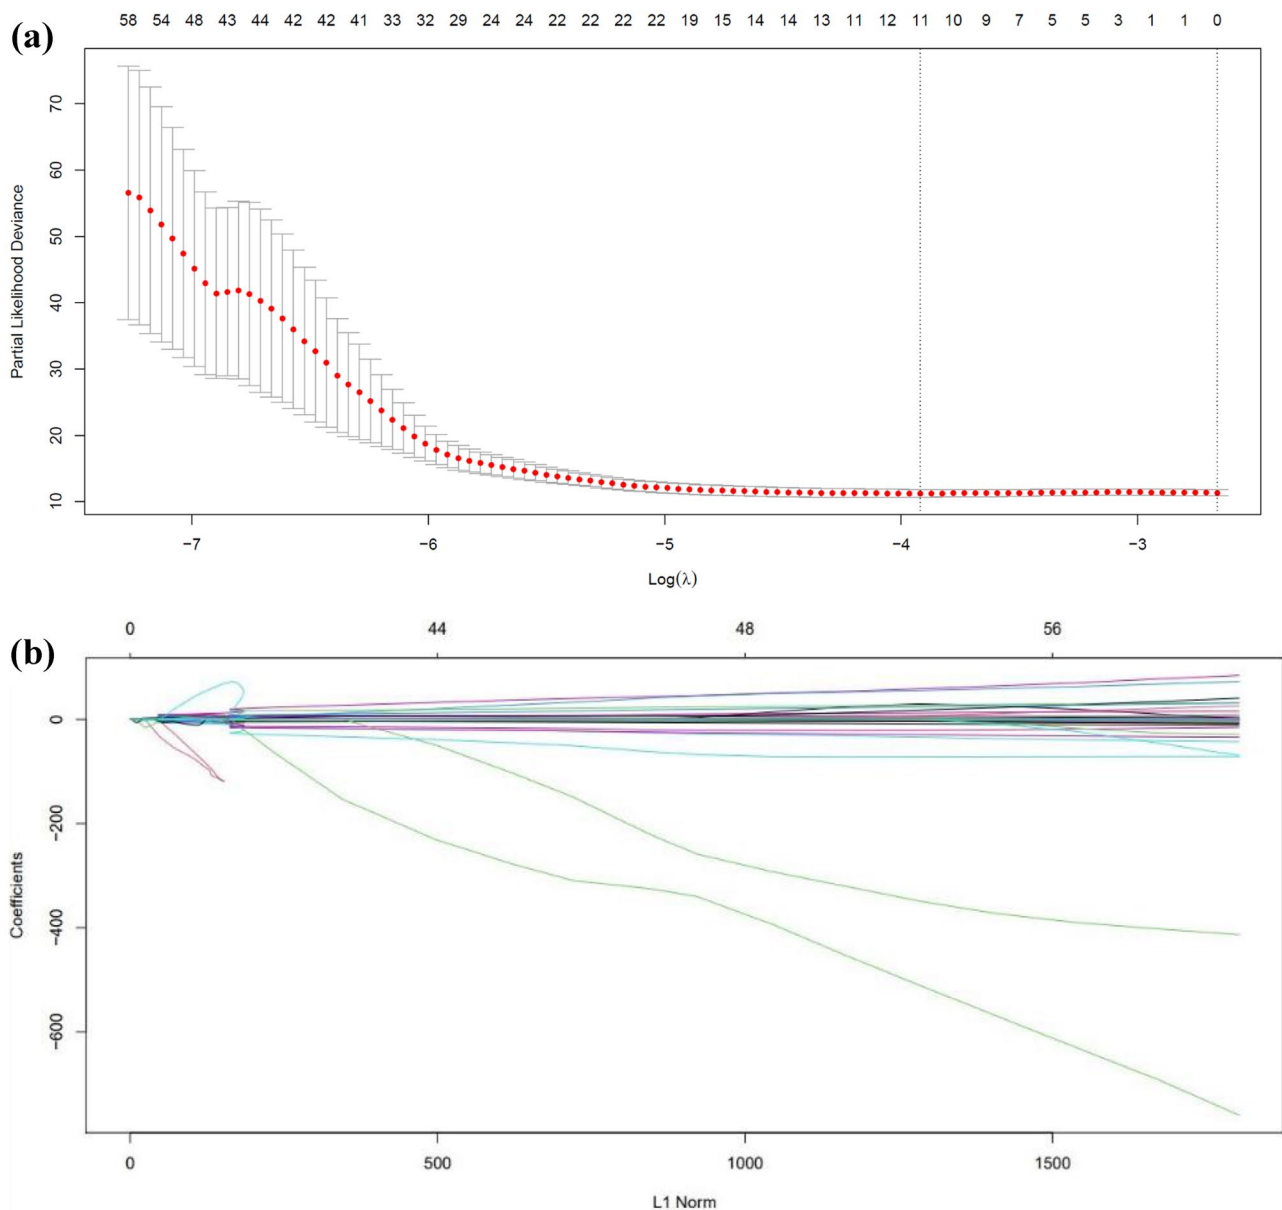 (a)
58 54 48 43 44 42 42 41 33 32 29 24 24 22 22 22 22 19 15 14 14 13 11 12 11 10 9 7 5 5 3 1 1 0
Partial Likelihood Deviance
70
60
50
40
30
20
10
−7 −6 −5 −4 −3
Log(λ)
(b)
0 44 48 56
Coefficients
0
-200
-400
-600
0 500 1000 1500
L1 Norm